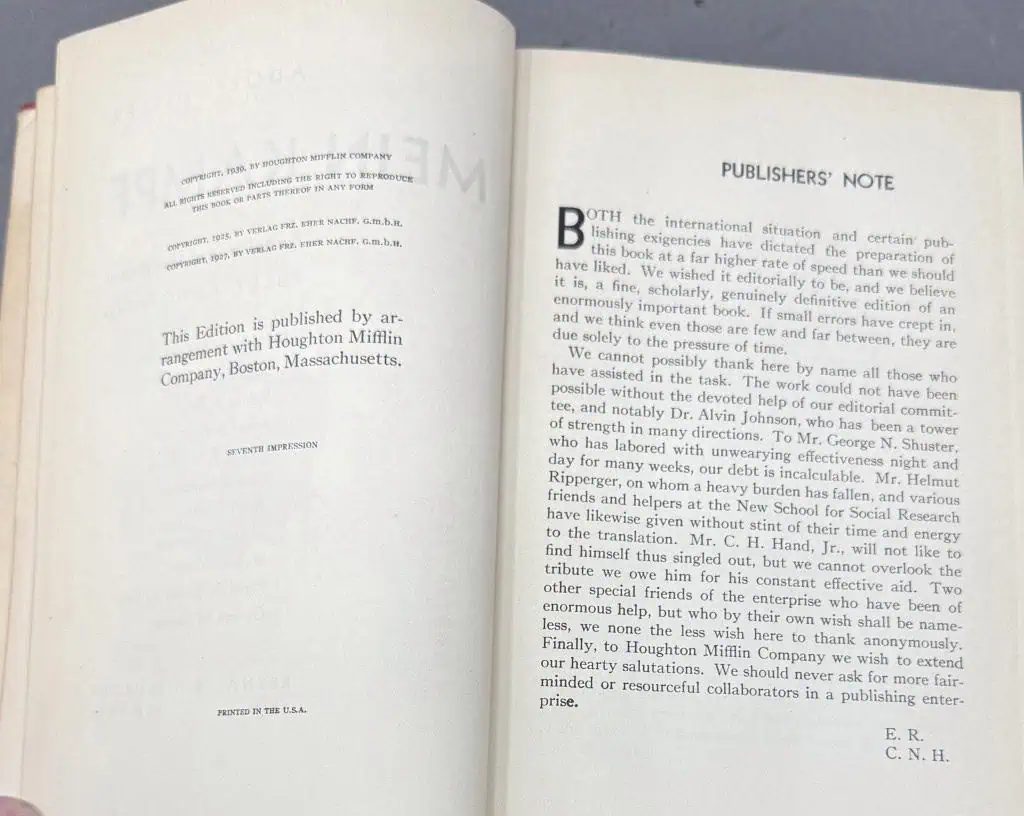 COPYRIGHT, 1939, BY HOUGHTON MIFFLIN COMPANY
ALL RIGHTS RESERVED INCLUDING THE RIGHT TO REPRODUCE
THIS BOOK OR PARTS THEREOF IN ANY FORM
COPYRIGHT, 1925, BY VERLAG FRZ. EHER NACHF. G.m.b.H.
COPYRIGHT, 1927, BY VERLAG FRZ. EHER NACHF. G.m.b.H.
This Edition is published by ar-
rangement with Houghton Mifflin
Company, Boston, Massachusetts.
SEVENTH IMPRESSION
PRINTED IN THE U.S.A.
PUBLISHERS' NOTE
BOTH the international situation and certain pub-
lishing exigencies have dictated the preparation of
this book at a far higher rate of speed than we should
have liked. We wished it editorially to be, and we believe
it is, a fine, scholarly, genuinely definitive edition of an
enormously important book. If small errors have crept in,
and we think even those are few and far between, they are
due solely to the pressure of time.
We cannot possibly thank here by name all those who
have assisted in the task. The work could not have been
possible without the devoted help of our editorial commit-
tee, and notably Dr. Alvin Johnson, who has been a tower
of strength in many directions. To Mr. George N. Shuster,
who has labored with unwearying effectiveness night and
day for many weeks, our debt is incalculable. Mr. Helmut
Ripperger, on whom a heavy burden has fallen, and various
friends and helpers at the New School for Social Research
have likewise given without stint of their time and energy
to the translation. Mr. C. H. Hand, Jr., will not like to
find himself thus singled out, but we cannot overlook the
tribute we owe him for his constant effective aid. Two
other special friends of the enterprise who have been of
enormous help, but who by their own wish shall be name-
less, we none the less wish here to thank anonymously.
Finally, to Houghton Mifflin Company we wish to extend
our hearty salutations. We should never ask for more fair-
minded or resourceful collaborators in a publishing enter-
prise.
E. R.
C. N. H.